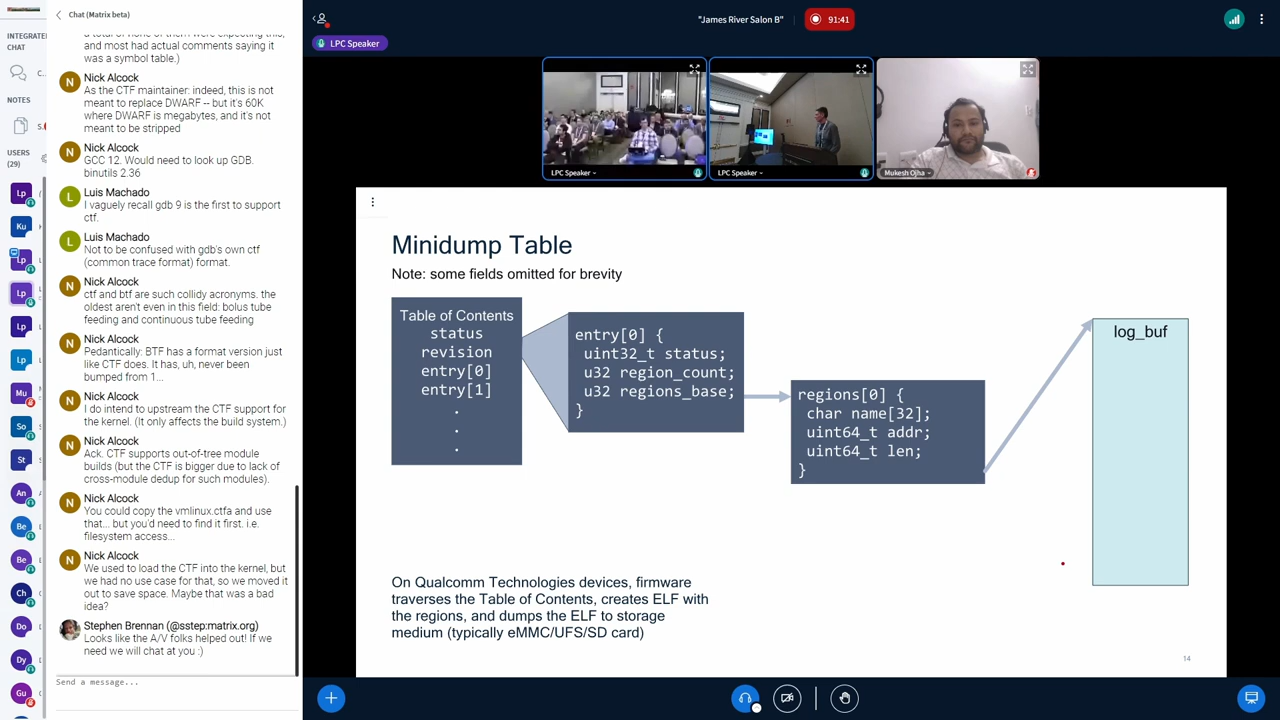 INTEGRATE
CHAT
C..
NOTES
S.
USERS
(29)
Lp
Ku
Lp
Lp
Lp
Lp
Mu
So
St
An
Be
Be
Ch
Do
Dy
Gu
Chat (Matrix beta)
a total of none of them were expecting this,
and most had actual comments saying it
was a symbol table.)
N
Nick Alcock
As the CTF maintainer: indeed, this is not
meant to replace DWARF -- but it's 60K
where DWARF is megabytes, and it's not
meant to be stripped
N
Nick Alcock
GCC 12. Would need to look up GDB.
binutils 2.36
L
Luis Machado
I vaguely recall gdb 9 is the first to support
ctf.
L
Luis Machado
Not to be confused with gdb's own ctf
(common trace format) format.
N
Nick Alcock
ctf and btf are such collidy acronyms. the
oldest aren't even in this field: bolus tube
feeding and continuous tube feeding
N
Nick Alcock
Pedantically: BTF has a format version just
like CTF does. It has, uh, never been
bumped from 1...
N
Nick Alcock
I do intend to upstream the CTF support for
the kernel. (It only affects the build system.)
N
Nick Alcock
Ack. CTF supports out-of-tree module
builds (but the CTF is bigger due to lack of
cross-module dedup for such modules).
N
Nick Alcock
You could copy the vmlinux.ctfa and use
that... but you'd need to find it first. i.e.
filesystem access...
N
Nick Alcock
We used to load the CTF into the kernel, but
we had no use case for that, so we moved it
out to save space. Maybe that was a bad
idea?
Stephen Brennan (@sstep:matrix.org)
Looks like the A/V folks helped out! If we
need we will chat at you :)
Send a message...
"James River Salon B"
91:41
LPC Speaker
LPC Speaker
LPC Speaker
Mukesh Ojha
Minidump Table
Note: some fields omitted for brevity
Table of Contents
status
revision
entry[0]
entry[1]
.
.
.
entry[0] {
uint32_t status;
u32 region_count;
u32 regions_base;
}
regions[0] {
char name[32];
uint64_t addr;
uint64_t len;
}
log_buf
On Qualcomm Technologies devices, firmware
traverses the Table of Contents, creates ELF with
the regions, and dumps the ELF to storage
medium (typically eMMC/UFS/SD card)
14